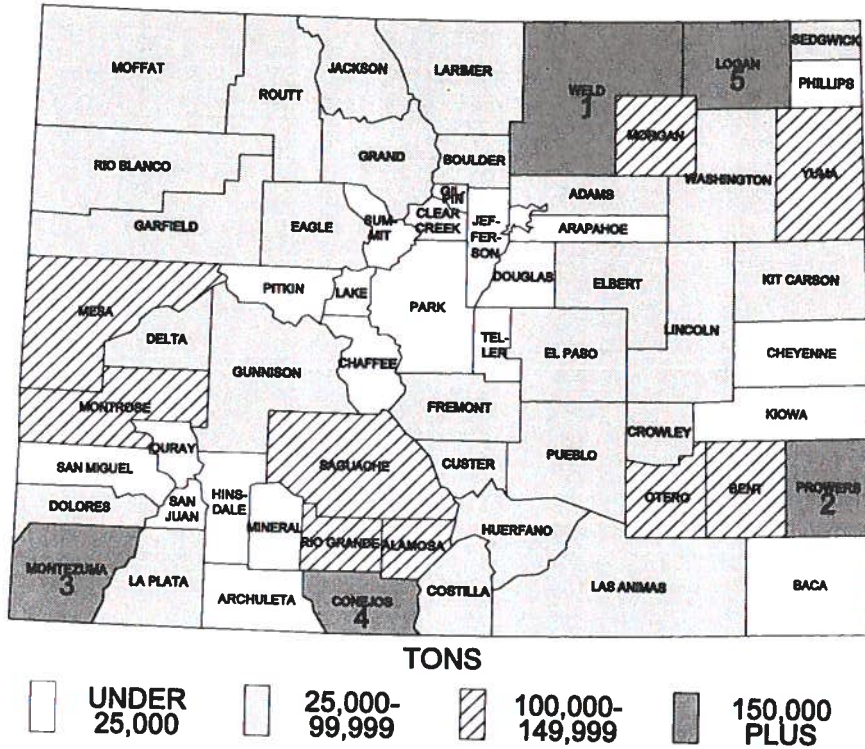 SEDGWICK
MOFFAT
ROUTT
JACKSON
LARIMER
WELD
1
LOGAN
5
PHILLIPS
MORGAN
RIO BLANCO
GRAND
BOULDER
WASHINGTON
YUMA
GIL-
PIN
CLEAR
CREEK
ADAMS
GARFIELD
EAGLE
SUM-
MIT
JEF-
FER-
SON
ARAPAHOE
DOUGLAS
ELBERT
KIT CARSON
MESA
PITKIN
LAKE
PARK
LINCOLN
DELTA
GUNNISON
CHAFFEE
TEL-
LER
EL PASO
CHEYENNE
MONTROSE
FREMONT
KIOWA
OURAY
SAGUACHE
CUSTER
PUEBLO
CROWLEY
SAN MIGUEL
HINS-
DALE
OTERO
BENT
PROWERS
2
DOLORES
SAN
JUAN
MINERAL
RIO GRANDE
ALAMOSA
HUERFANO
MONTEZUMA
3
LA PLATA
ARCHULETA
CONEJOS
4
COSTILLA
LAS ANIMAS
BACA
TONS
UNDER
25,000
25,000-
99,999
100,000-
149,999
150,000
PLUS